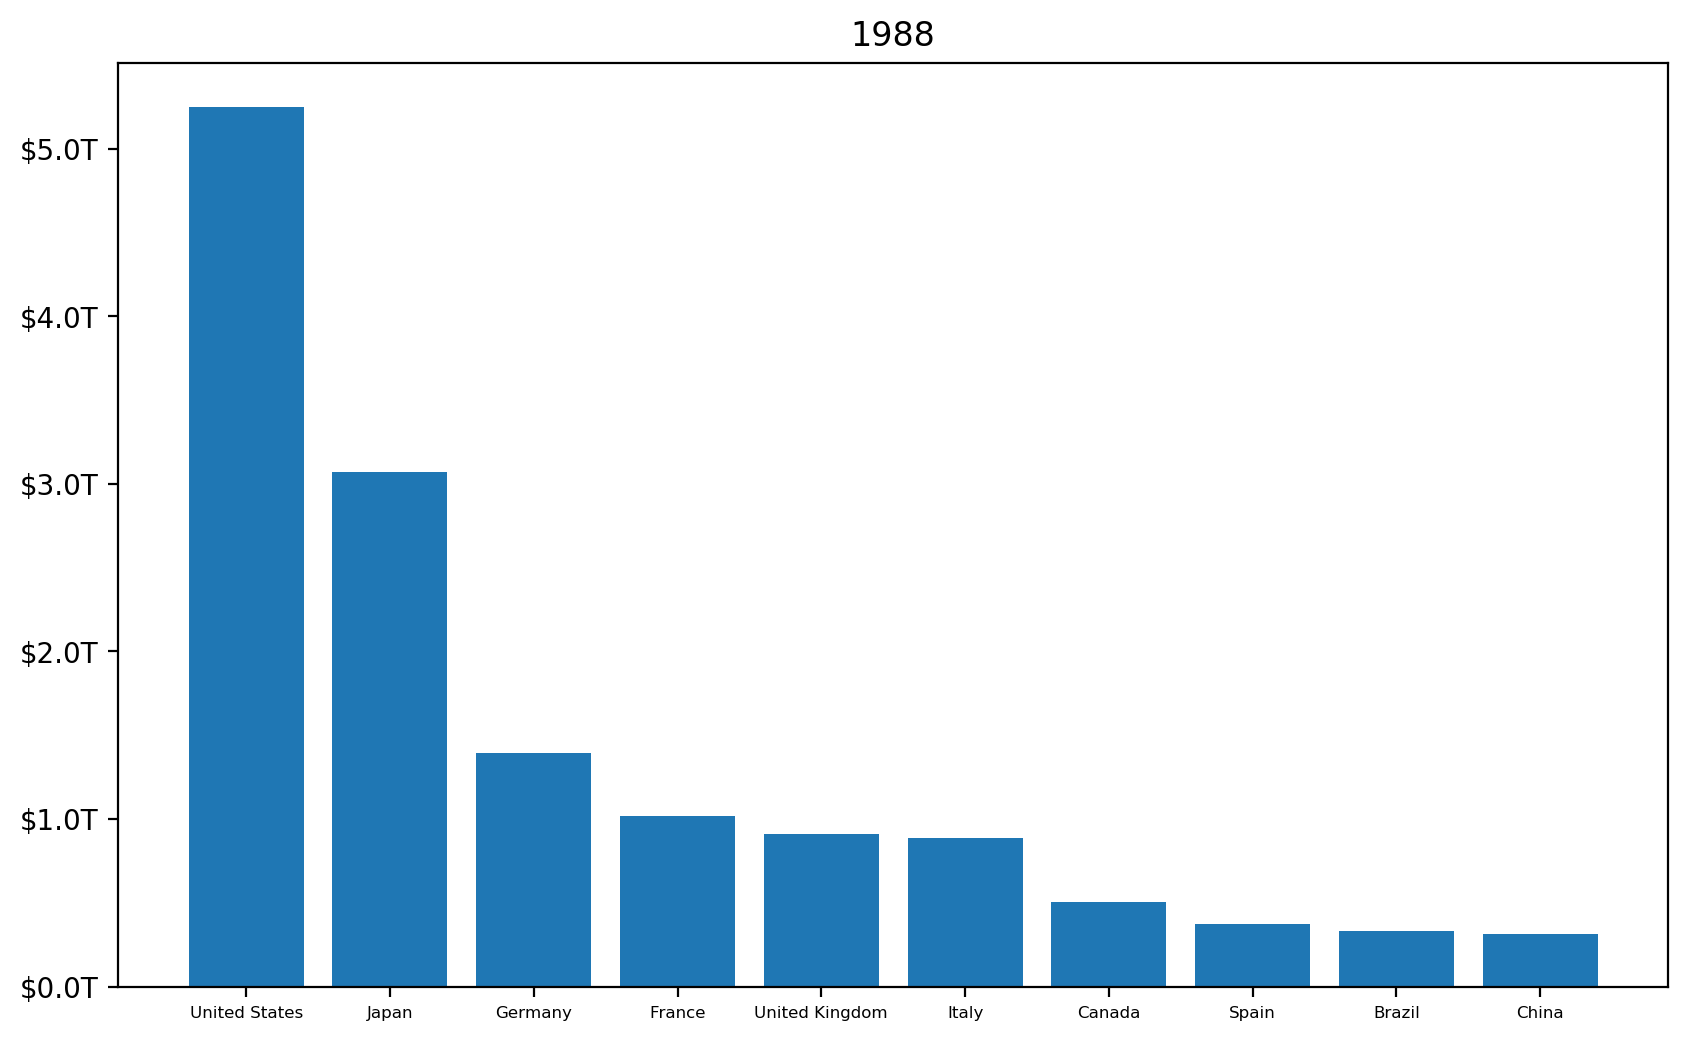 1988
$5.0T
$4.0T
$3.0T
$2.0T
$1.0T
$0.0T
United States Japan Germany France United Kingdom Italy Canada Spain Brazil China